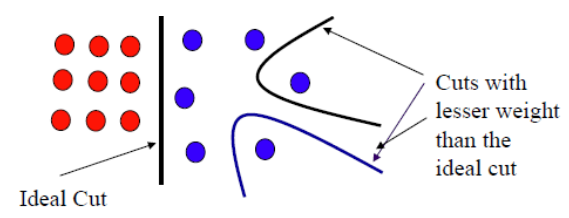 Cuts with
lesser weight
than the
ideal cut
Ideal Cut